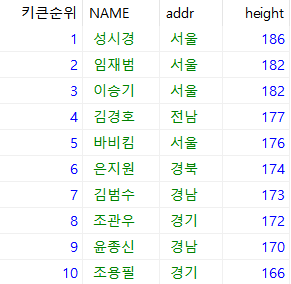 키큰순위 NAME addr height
1 성시경 서울 186
2 임재범 서울 182
3 이승기 서울 182
4 김경호 전남 177
5 바비킴 서울 176
6 은지원 경북 174
7 김범수 경남 173
8 조관우 경기 172
9 윤종신 경남 170
10 조용필 경기 166